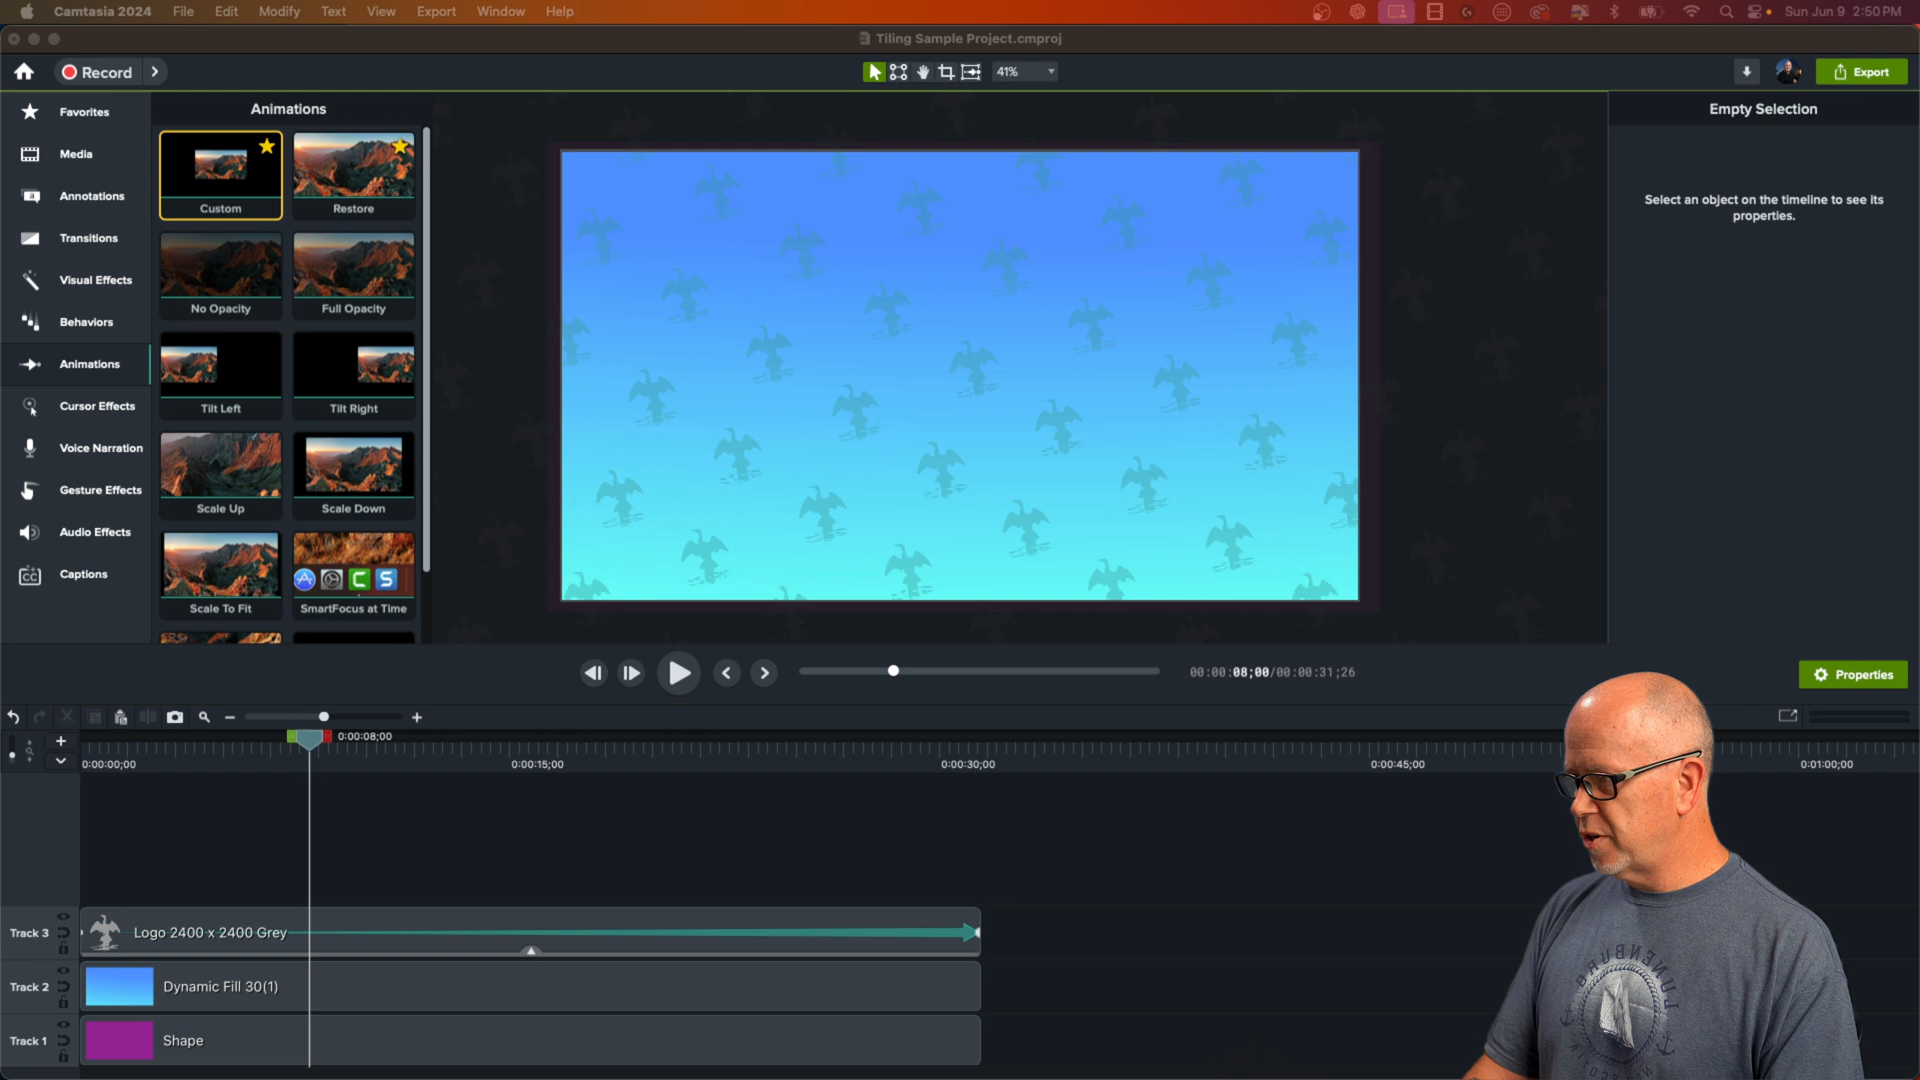 Camtasia 2024 File Edit Modify Text View Export Window Help
Sun Jun 9 2:50 PM
Tiling Sample Project.cmproj
Record
41%
Export
Favorites
Media
Annotations
Transitions
Visual Effects
Behaviors
Animations
Cursor Effects
Voice Narration
Gesture Effects
Audio Effects
Captions
Animations
Custom
Restore
No Opacity
Full Opacity
Tilt Left
Tilt Right
Scale Up
Scale Down
Scale To Fit
SmartFocus at Time
Empty Selection
Select an object on the timeline to see its
properties.
00:00:08;00/00:00:31;26
Properties
0:00:08;00
0:00:00;00
0:00:15;00
0:00:30;00
0:00:45;00
0:01:00;00
Track 3
Logo 2400 x 2400 Grey
Track 2
Dynamic Fill 30(1)
Track 1
Shape
LUNENBURG